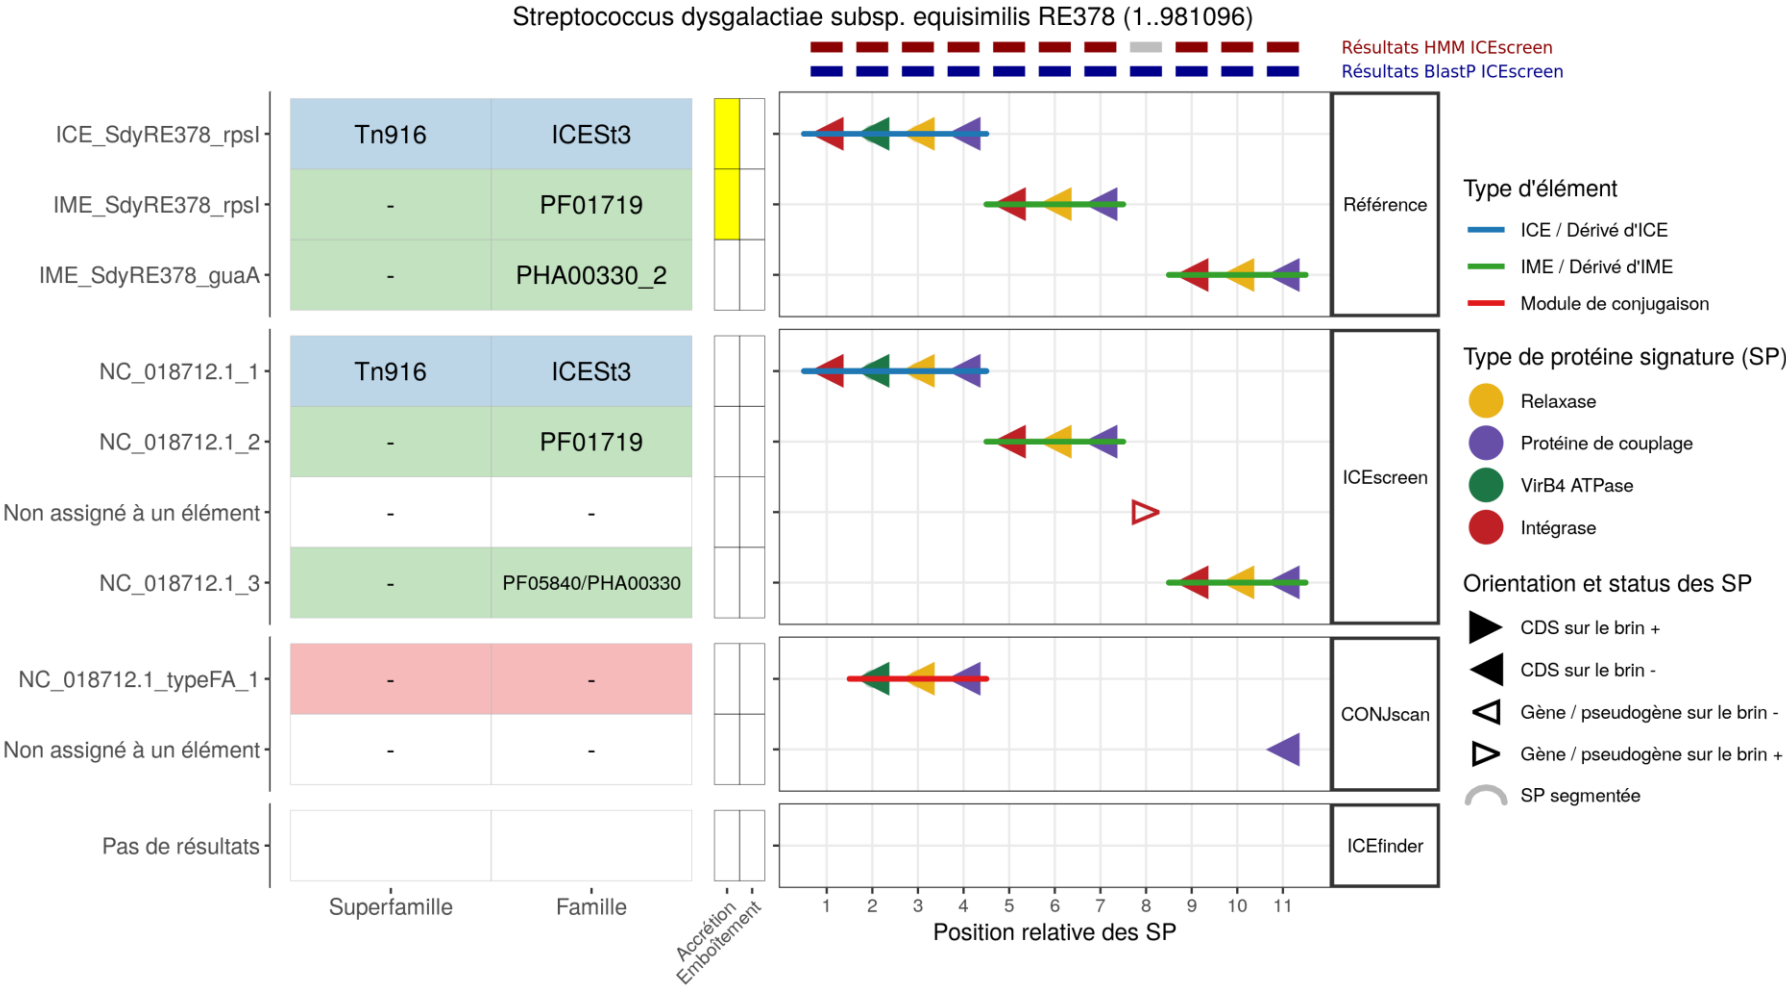 Streptococcus dysgalactiae subsp. equisimilis RE378 (1..981096)
Résultats HMM ICEscreen
Résultats BlastP ICEscreen
ICE_SdyRE378_rpsI Tn916 ICESt3
IME_SdyRE378_rpsI - PF01719
IME_SdyRE378_guaA - PHA00330_2
Référence
NC_018712.1_1 Tn916 ICESt3
NC_018712.1_2 - PF01719
Non assigné à un élément - -
NC_018712.1_3 - PF05840/PHA00330
ICEscreen
NC_018712.1_typeFA_1 - -
Non assigné à un élément - -
CONJscan
Pas de résultats
ICEfinder
Superfamille Famille
Accrétion
Emboîtement
1 2 3 4 5 6 7 8 9 10 11
Position relative des SP
Type d'élément
ICE / Dérivé d'ICE
IME / Dérivé d'IME
Module de conjugaison
Type de protéine signature (SP)
Relaxase
Protéine de couplage
VirB4 ATPase
Intégrase
Orientation et status des SP
CDS sur le brin +
CDS sur le brin -
Gène / pseudogène sur le brin -
Gène / pseudogène sur le brin +
SP segmentée